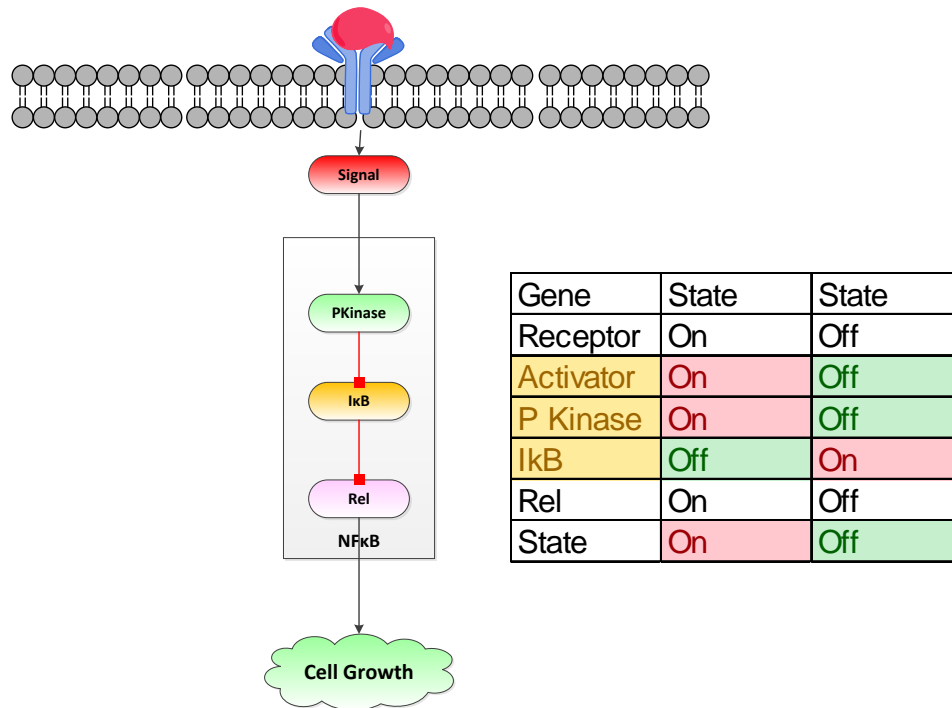 Signal
PKinase
IκB
Rel
NFκB
Cell Growth
Gene State State
Receptor On Off
Activator On Off
P Kinase On Off
IkB Off On
Rel On Off
State On Off